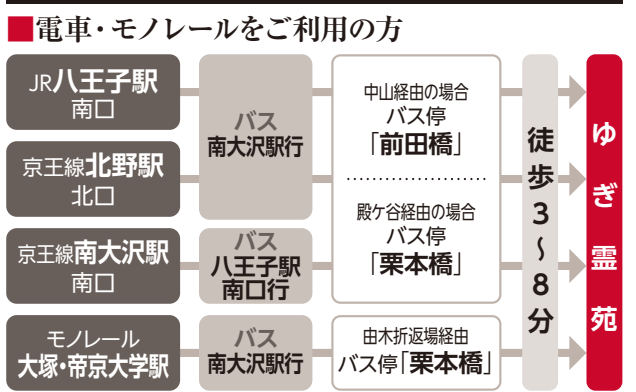 ■電車・モノレールをご利用の方
JR八王子駅
南口
京王線北野駅
北口
京王線南大沢駅
南口
モノレール
大塚・帝京大学駅
バス
南大沢駅行
バス
八王子駅
南口行
バス
南大沢駅行
中山経由の場合
バス停
「前田橋」
殿ケ谷経由の場合
バス停
「栗本橋」
由木折返場経由
バス停「栗本橋」
徒歩3〜8分
ゆぎ霊苑